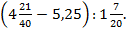 (4 21/40 − 5,25) : 1 7/20.